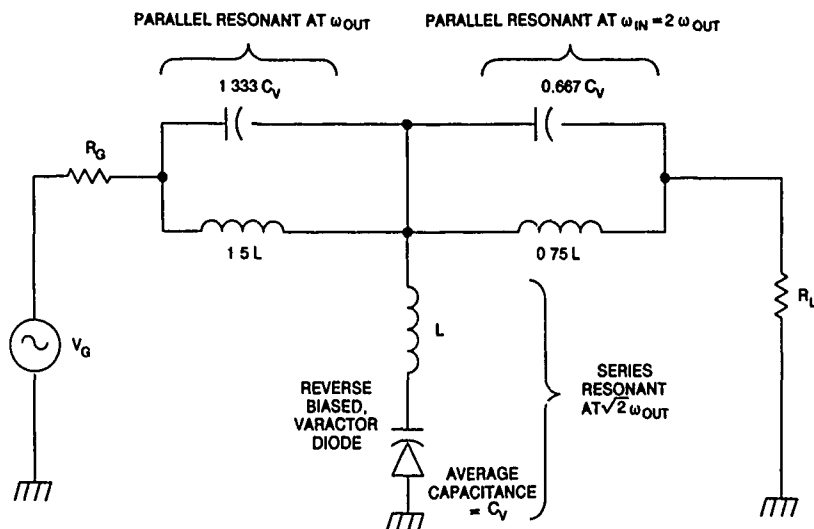 PARALLEL RESONANT AT ωOUT
PARALLEL RESONANT AT ωIN = 2 ωOUT
1 333 CV
0.667 CV
RG
1 5 L
0 75L
RL
L
VG
REVERSE
BIASED,
VARACTOR
DIODE
SERIES
RESONANT
AT √2 ωOUT
AVERAGE
CAPACITANCE
= CV